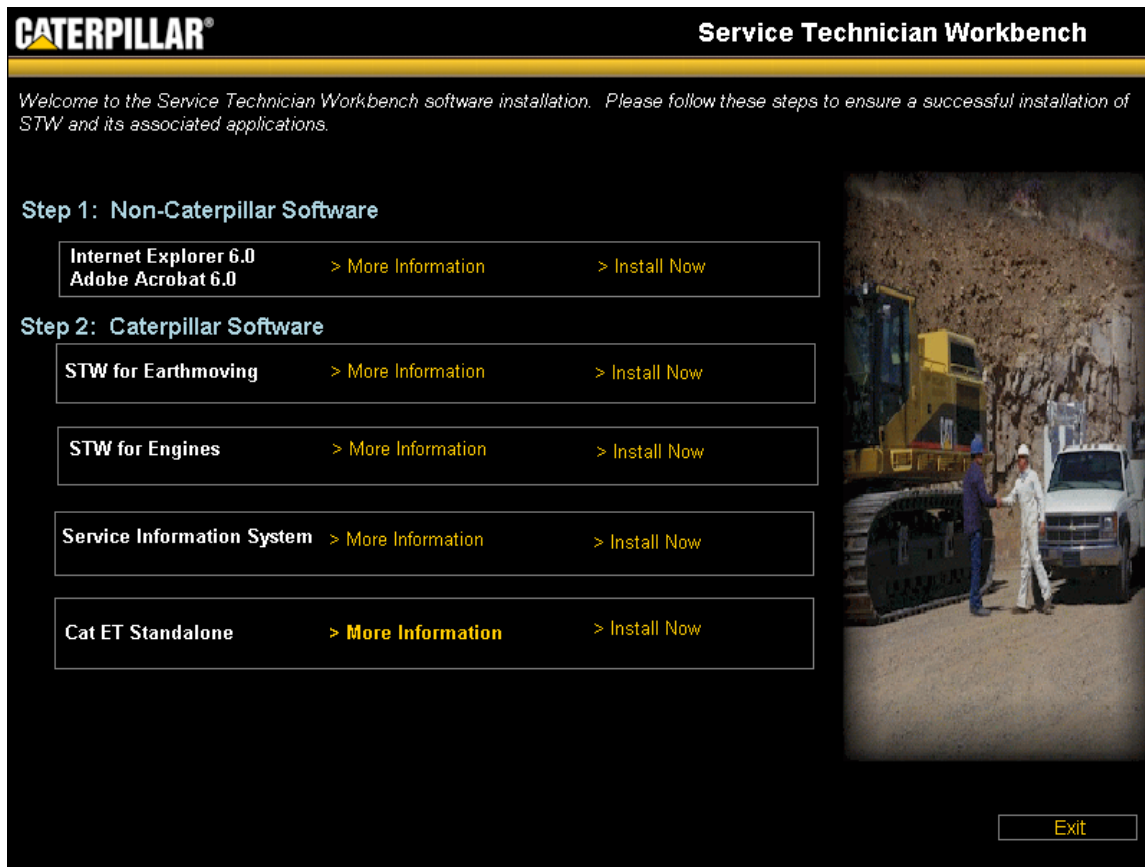 CATERPILLAR®
Service Technician Workbench
Welcome to the Service Technician Workbench software installation. Please follow these steps to ensure a successful installation of
STW and its associated applications.
Step 1: Non-Caterpillar Software
Internet Explorer 6.0
Adobe Acrobat 6.0
> More Information
> Install Now
Step 2: Caterpillar Software
STW for Earthmoving > More Information > Install Now
STW for Engines > More Information > Install Now
Service Information System > More Information > Install Now
Cat ET Standalone > More Information > Install Now
CAT
Exit